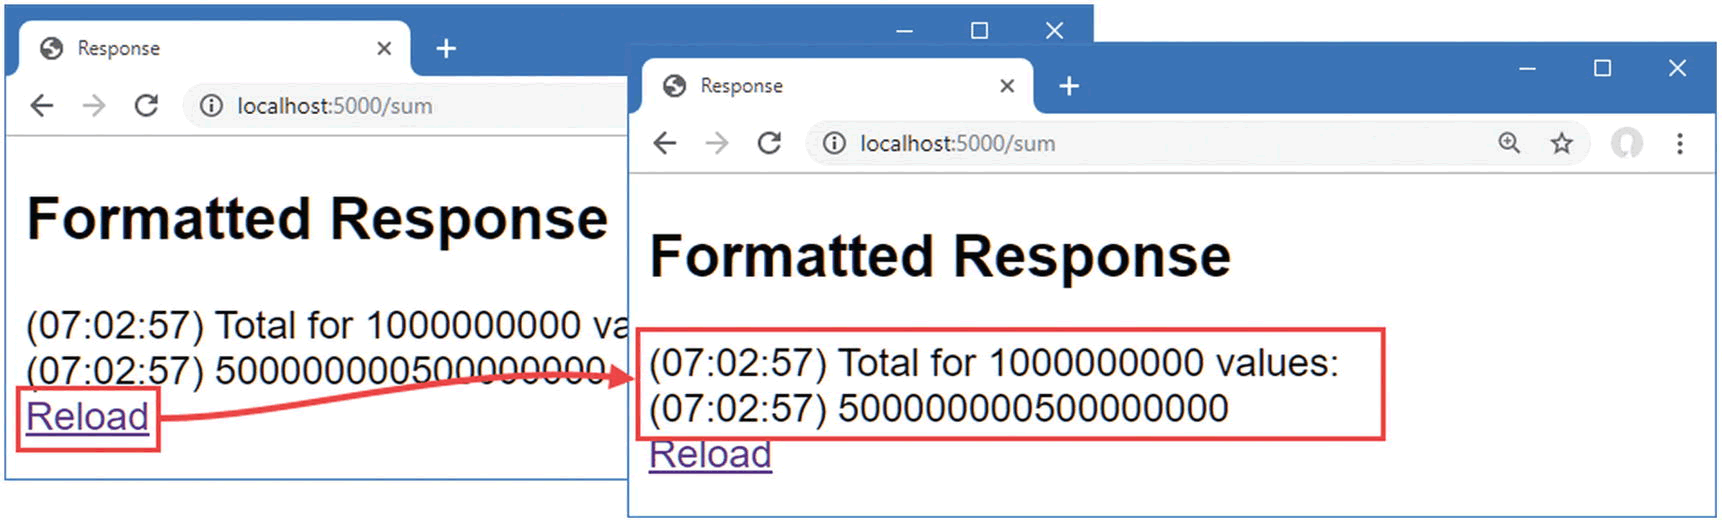 Response
localhost:5000/sum
Formatted Response
(07:02:57) Total for 1000000000 va
(07:02:57) 500000000500000000
Reload
Response
localhost:5000/sum
Formatted Response
(07:02:57) Total for 1000000000 values:
(07:02:57) 500000000500000000
Reload